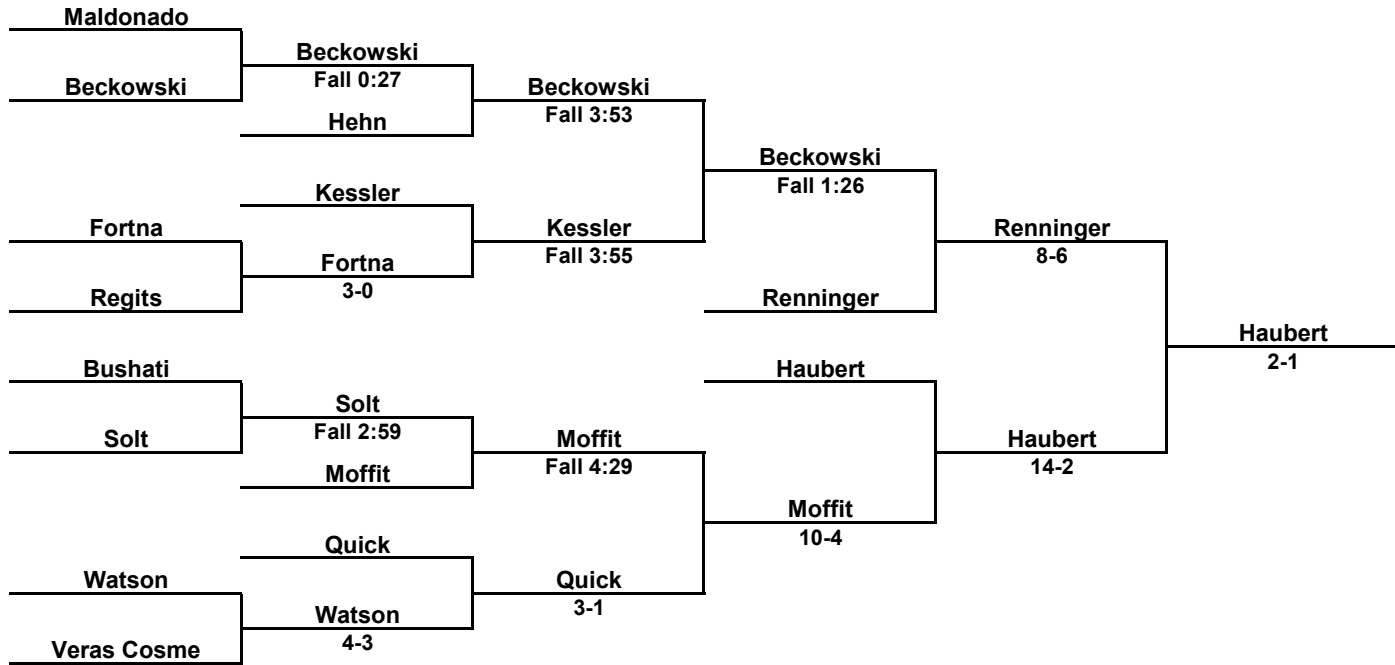 Maldonado
Beckowski
Beckowski
Fall 0:27
Beckowski
Fall 3:53
Hehn
Beckowski
Fall 1:26
Kessler
Fortna
Kessler
Fall 3:55
Renninger
8-6
Fortna
3-0
Regits
Renninger
Haubert
2-1
Bushati
Haubert
Solt
Fall 2:59
Solt
Moffit
Fall 4:29
Haubert
14-2
Moffit
Moffit
10-4
Quick
Watson
Quick
3-1
Watson
4-3
Veras Cosme